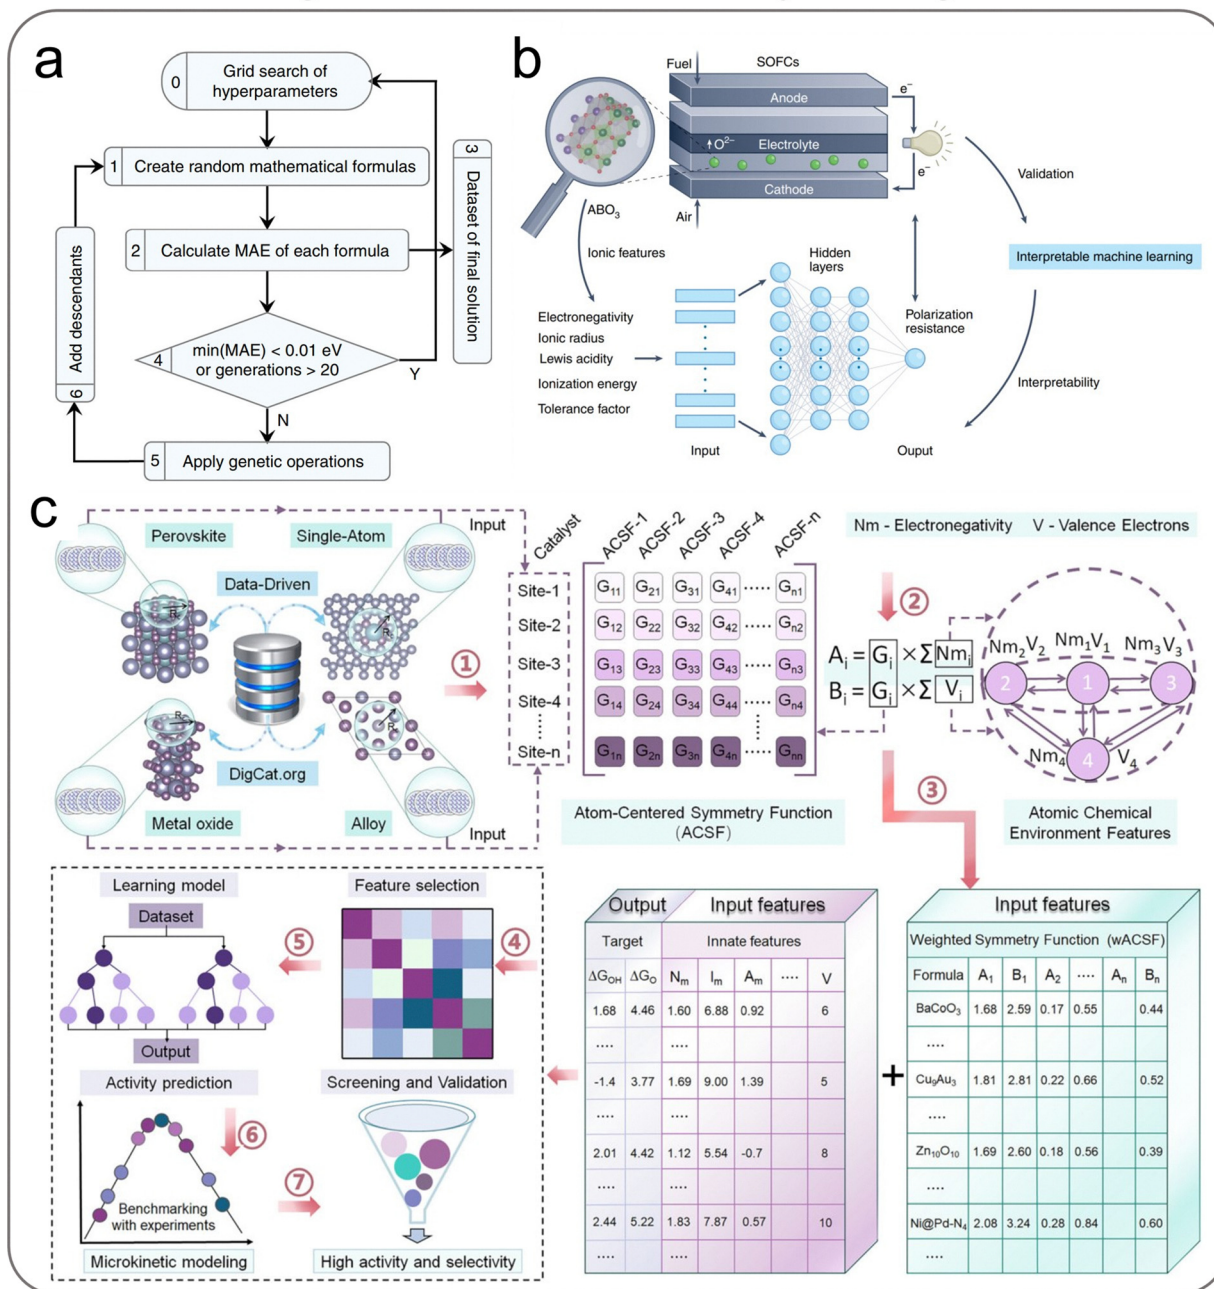 a
0
Grid search of
hyperparameters
1
Create random mathematical formulas
2
Calculate MAE of each formula
3
Dataset of final solution
4
min(MAE) < 0.01 eV
or generations > 20
Y
N
5
Apply genetic operations
6
Add descendants
b
Fuel
SOFCs
Anode
e⁻
O²⁻
Electrolyte
Cathode
e⁻
Air
ABO₃
Ionic features
Validation
Hidden
layers
Interpretable machine learning
Electronegativity
Ionic radius
Lewis acidity
Ionization energy
Tolerance factor
Polarization
resistance
Interpretability
Input
Ouput
c
Perovskite
Single-Atom
Input
Data-Driven
R
R
①
R
R
DigCat.org
Metal oxide
Alloy
Input
Catalyst
ACSF-1
ACSF-2
ACSF-3
ACSF-4
ACSF-n
Site-1
G₁₁ G₂₁ G₃₁ G₄₁ ····· Gₙ₁
Site-2
G₁₂ G₂₂ G₃₂ G₄₂ ····· Gₙ₂
Site-3
G₁₃ G₂₃ G₃₃ G₄₃ ····· Gₙ₃
Site-4
G₁₄ G₂₄ G₃₄ G₄₄ ····· Gₙ₄
Site-n
G₁ₙ G₂ₙ G₃ₙ G₄ₙ ····· Gₙₙ
Atom-Centered Symmetry Function
(ACSF)
Nm - Electronegativity V - Valence Electrons
②
Aᵢ = Gᵢ × Σ Nmᵢ
Bᵢ = Gᵢ × Σ Vᵢ
Nm₂V₂
Nm₁V₁
Nm₃V₃
2
1
3
Nm₄
4
V₄
③
Atomic Chemical
Environment Features
Learning model
Dataset
Output
Activity prediction
⑤
Feature selection
④
Screening and Validation
⑥
Benchmarking
with experiments
⑦
Microkinetic modeling
High activity and selectivity
Output
Input features
Target
Innate features
ΔG_OH ΔG_O Nₘ Iₘ Aₘ ···· V
1.68 4.46 1.60 6.88 0.92 6
···· ····
-1.4 3.77 1.69 9.00 1.39 5
···· ····
2.01 4.42 1.12 5.54 -0.7 8
···· ····
2.44 5.22 1.83 7.87 0.57 10
···· ····
+
Input features
Weighted Symmetry Function (wACSF)
Formula A₁ B₁ A₂ ···· Aₙ Bₙ
BaCoO₃ 1.68 2.59 0.17 0.55 0.44
····
Cu₉Au₃ 1.81 2.81 0.22 0.66 0.52
····
Zn₁₀O₁₀ 1.69 2.60 0.18 0.56 0.39
····
Ni@Pd-N₄ 2.08 3.24 0.28 0.84 0.60
····